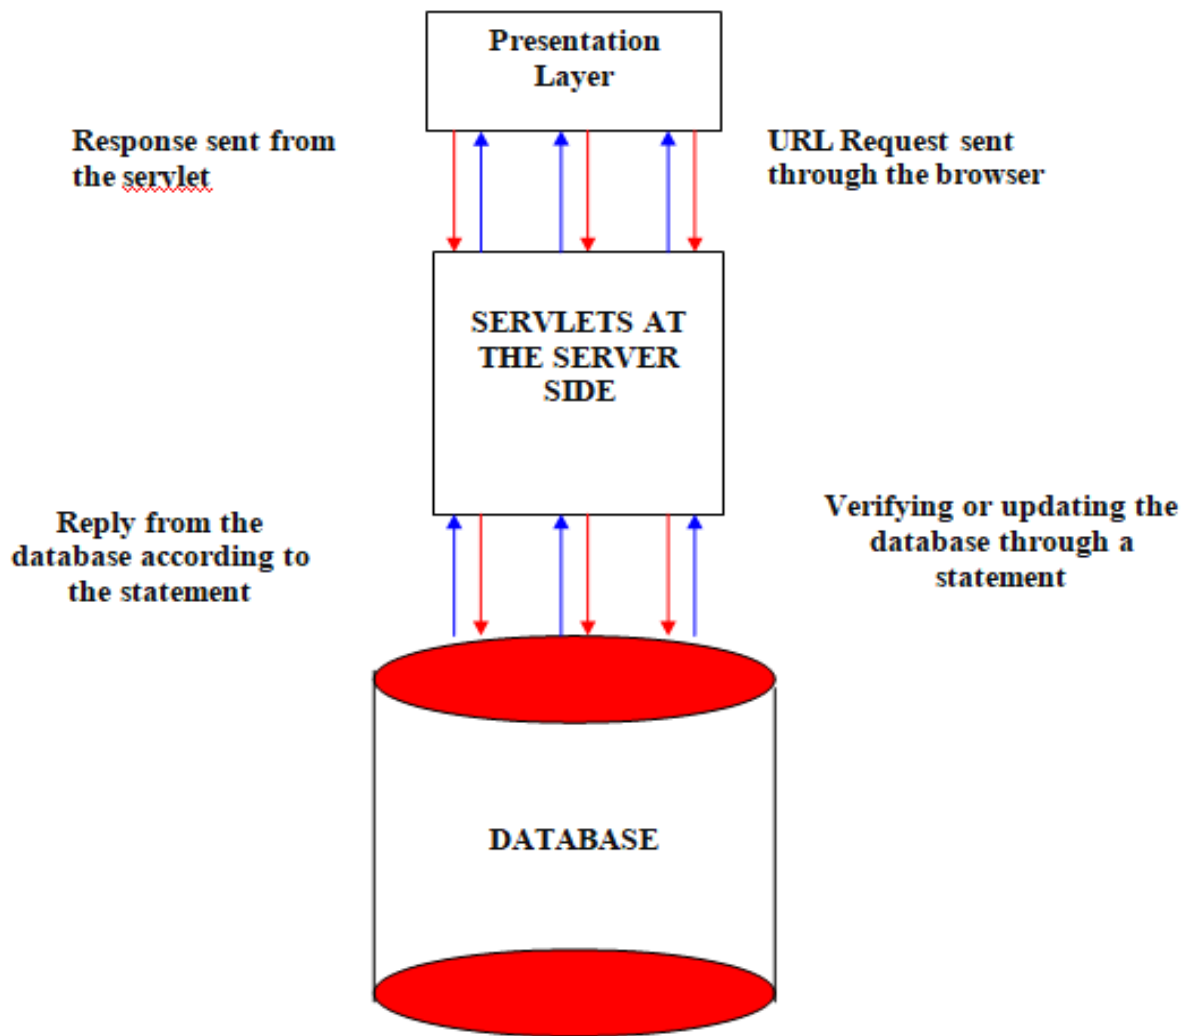 Presentation
Layer
Response sent from
the servlet
URL Request sent
through the browser
SERVLETS AT
THE SERVER
SIDE
Reply from the
database according to
the statement
Verifying or updating the
database through a
statement
DATABASE